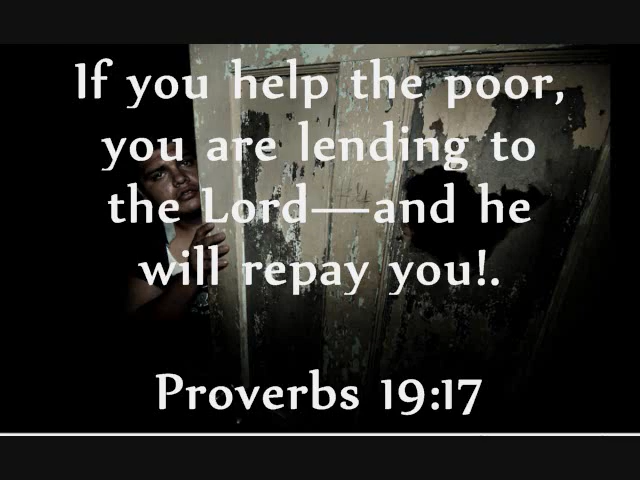 If you help the poor,
you are lending to
the Lord—and he
will repay you!.
Proverbs 19:17